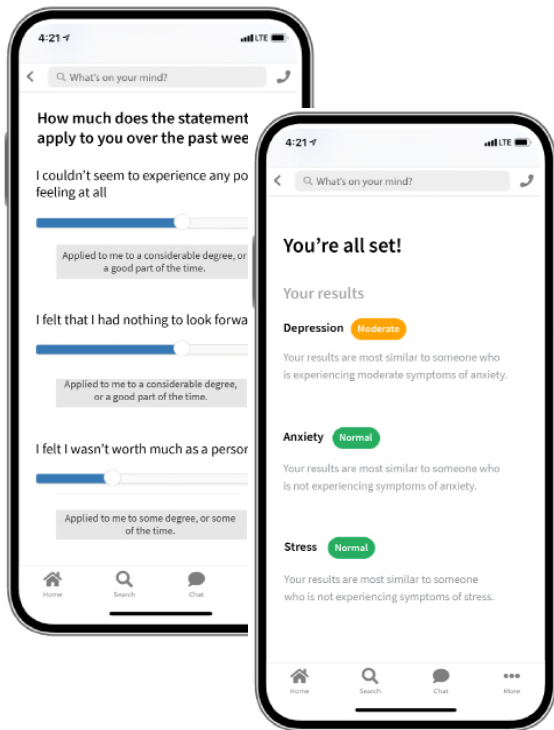 4:21
LTE
What's on your mind?
How much does the statement
apply to you over the past wee
I couldn't seem to experience any po
feeling at all
Applied to me to a considerable degree, or
a good part of the time.
I felt that I had nothing to look forwa
Applied to me to a considerable degree,
or a good part of the time.
I felt I wasn't worth much as a person
Applied to me to some degree, or some
of the time.
Home
Search
Chat
4:21
LTE
What's on your mind?
You're all set!
Your results
Depression Moderate
Your results are most similar to someone who
is experiencing moderate symptoms of anxiety.
Anxiety Normal
Your results are most similar to someone who
is not experiencing symptoms of anxiety.
Stress Normal
Your results are most similar to someone
who is not experiencing symptoms of stress.
Home
Search
Chat
More